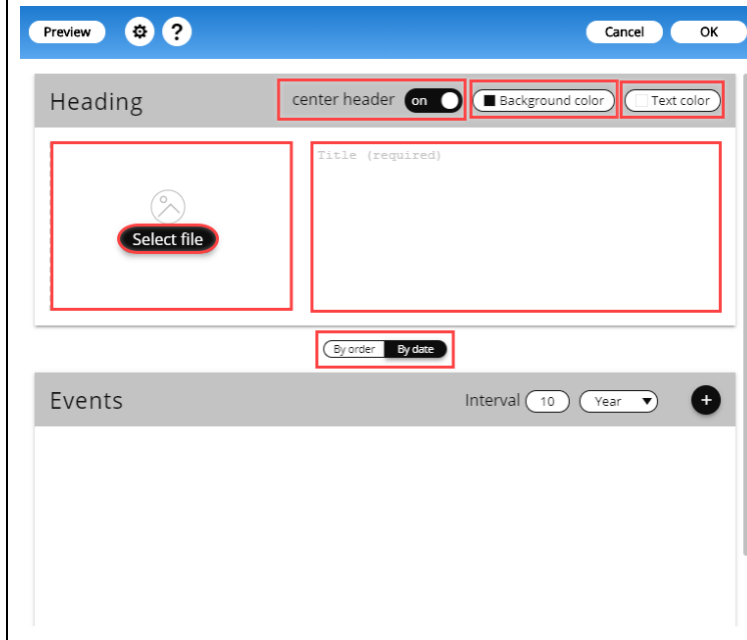 Preview ? Cancel OK
Heading center header on Background color Text color
Title (required)
Select file
By order By date
Events Interval 10 Year +